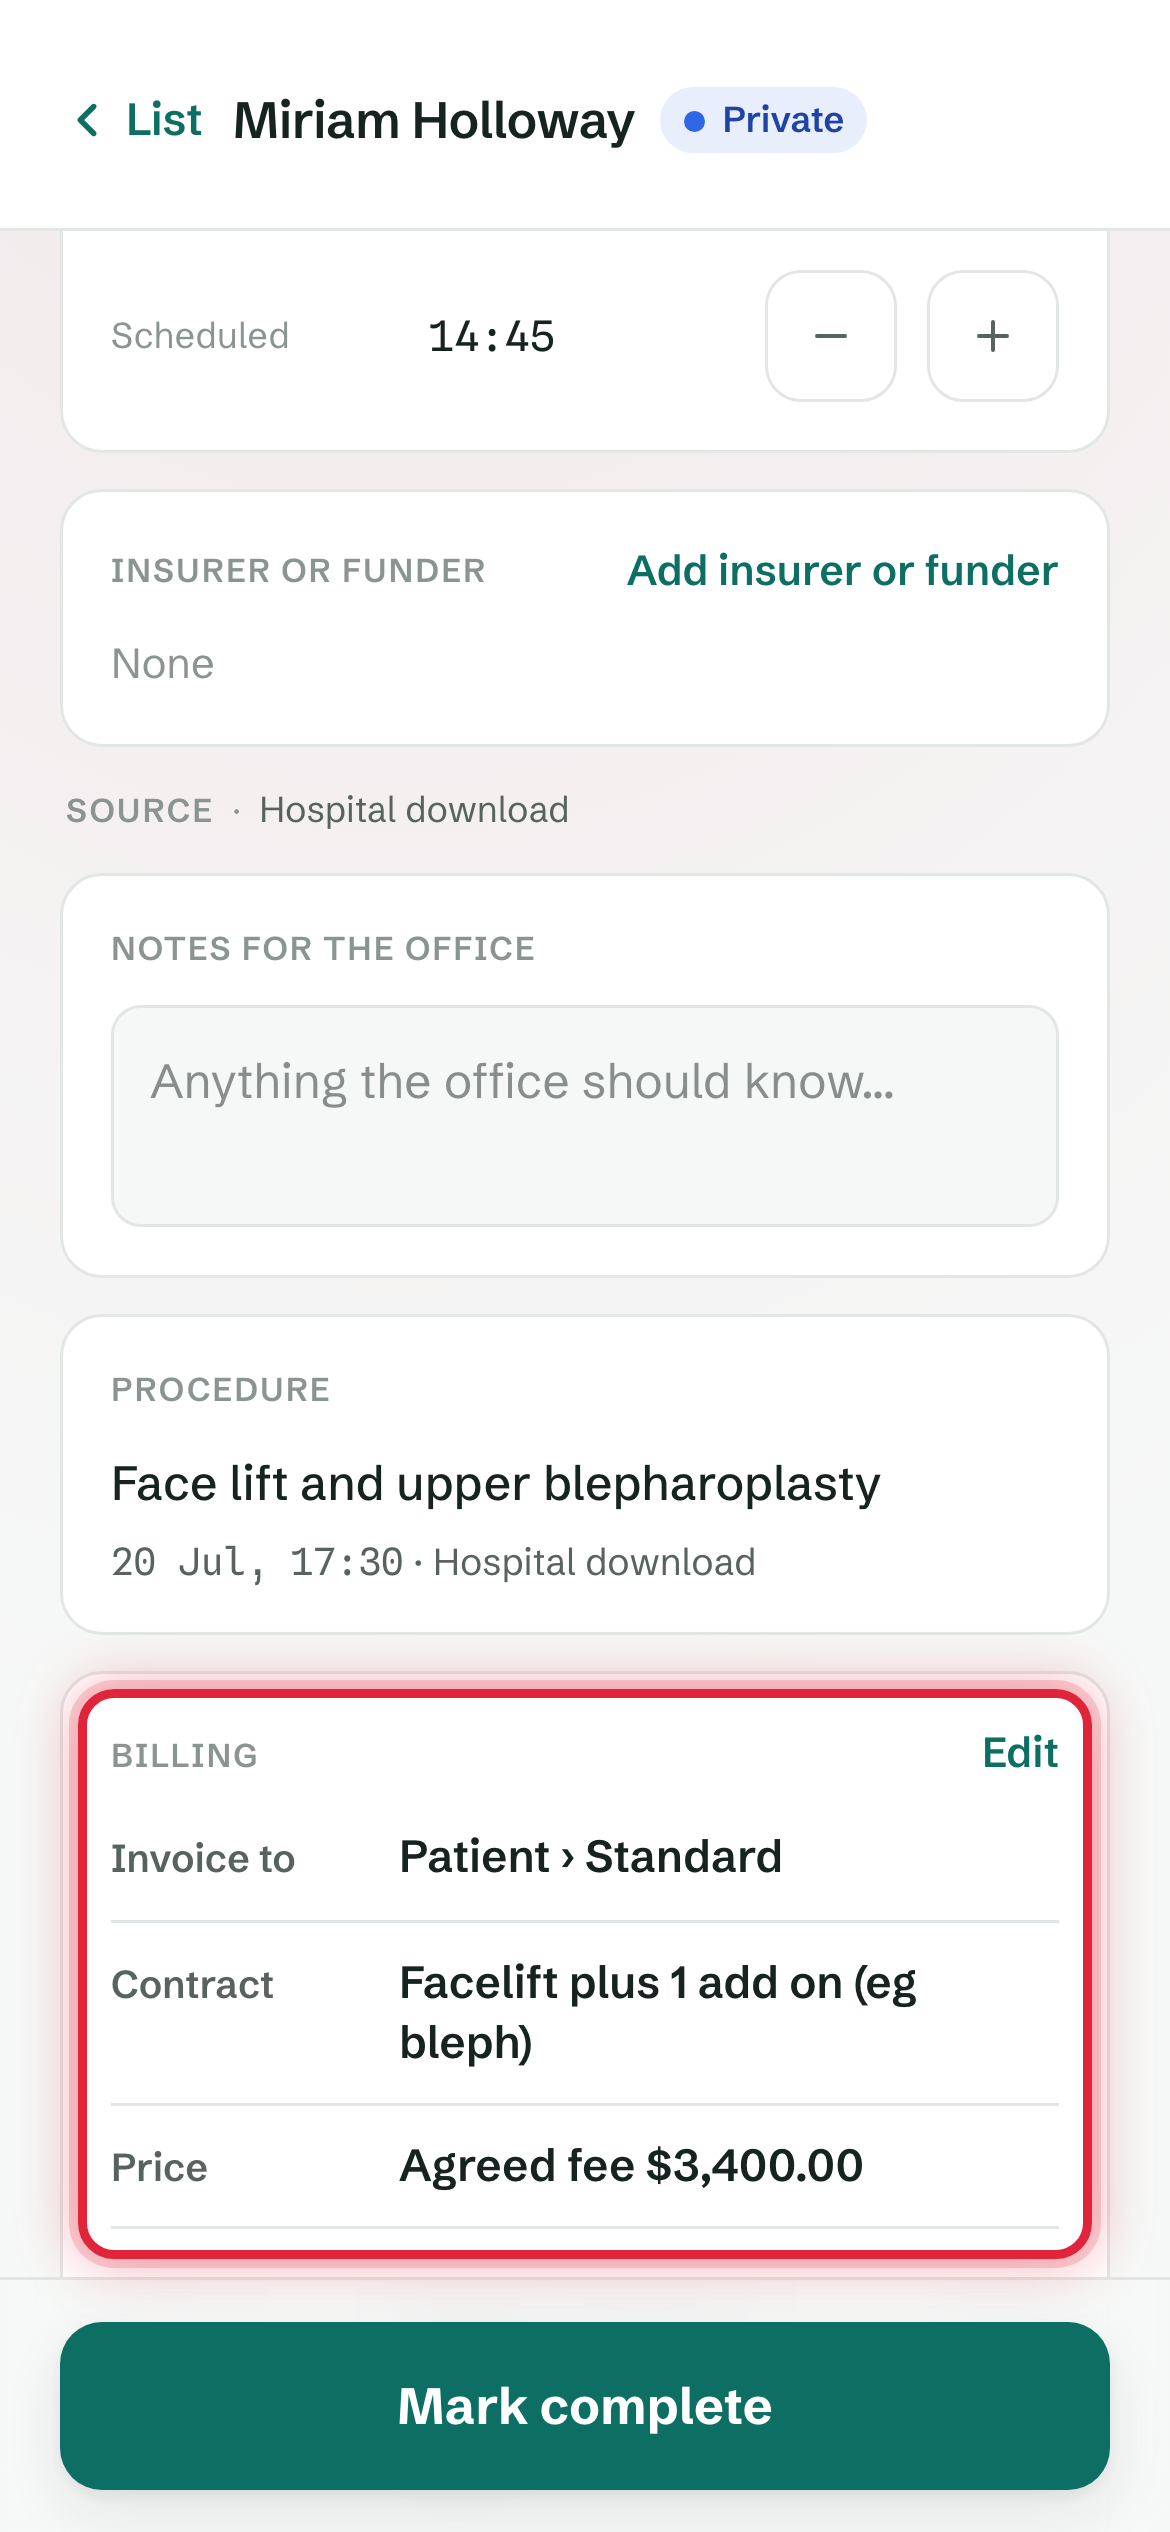 List Miriam Holloway Private
Scheduled 14:45 − +
INSURER OR FUNDER Add insurer or funder
None
SOURCE · Hospital download
NOTES FOR THE OFFICE
Anything the office should know...
PROCEDURE
Face lift and upper blepharoplasty
20 Jul, 17:30 · Hospital download
BILLING Edit
Invoice to Patient › Standard
Contract Facelift plus 1 add on (eg
bleph)
Price Agreed fee $3,400.00
Mark complete